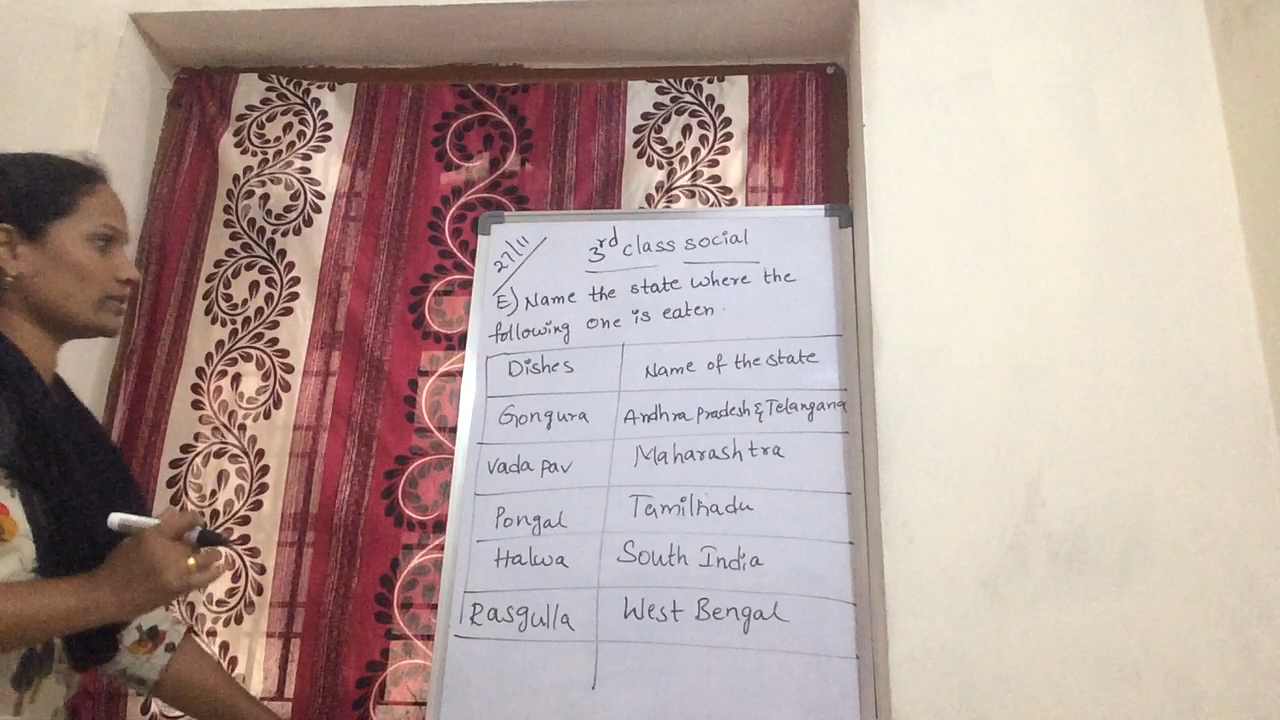 27/11
3rd class social
E) Name the state where the
following one is eaten.
Dishes Name of the state
Gongura Andhra pradesh & Telangana
Vada pav Maharashtra
Pongal Tamilnadu
Halwa South India
Rasgulla West Bengal